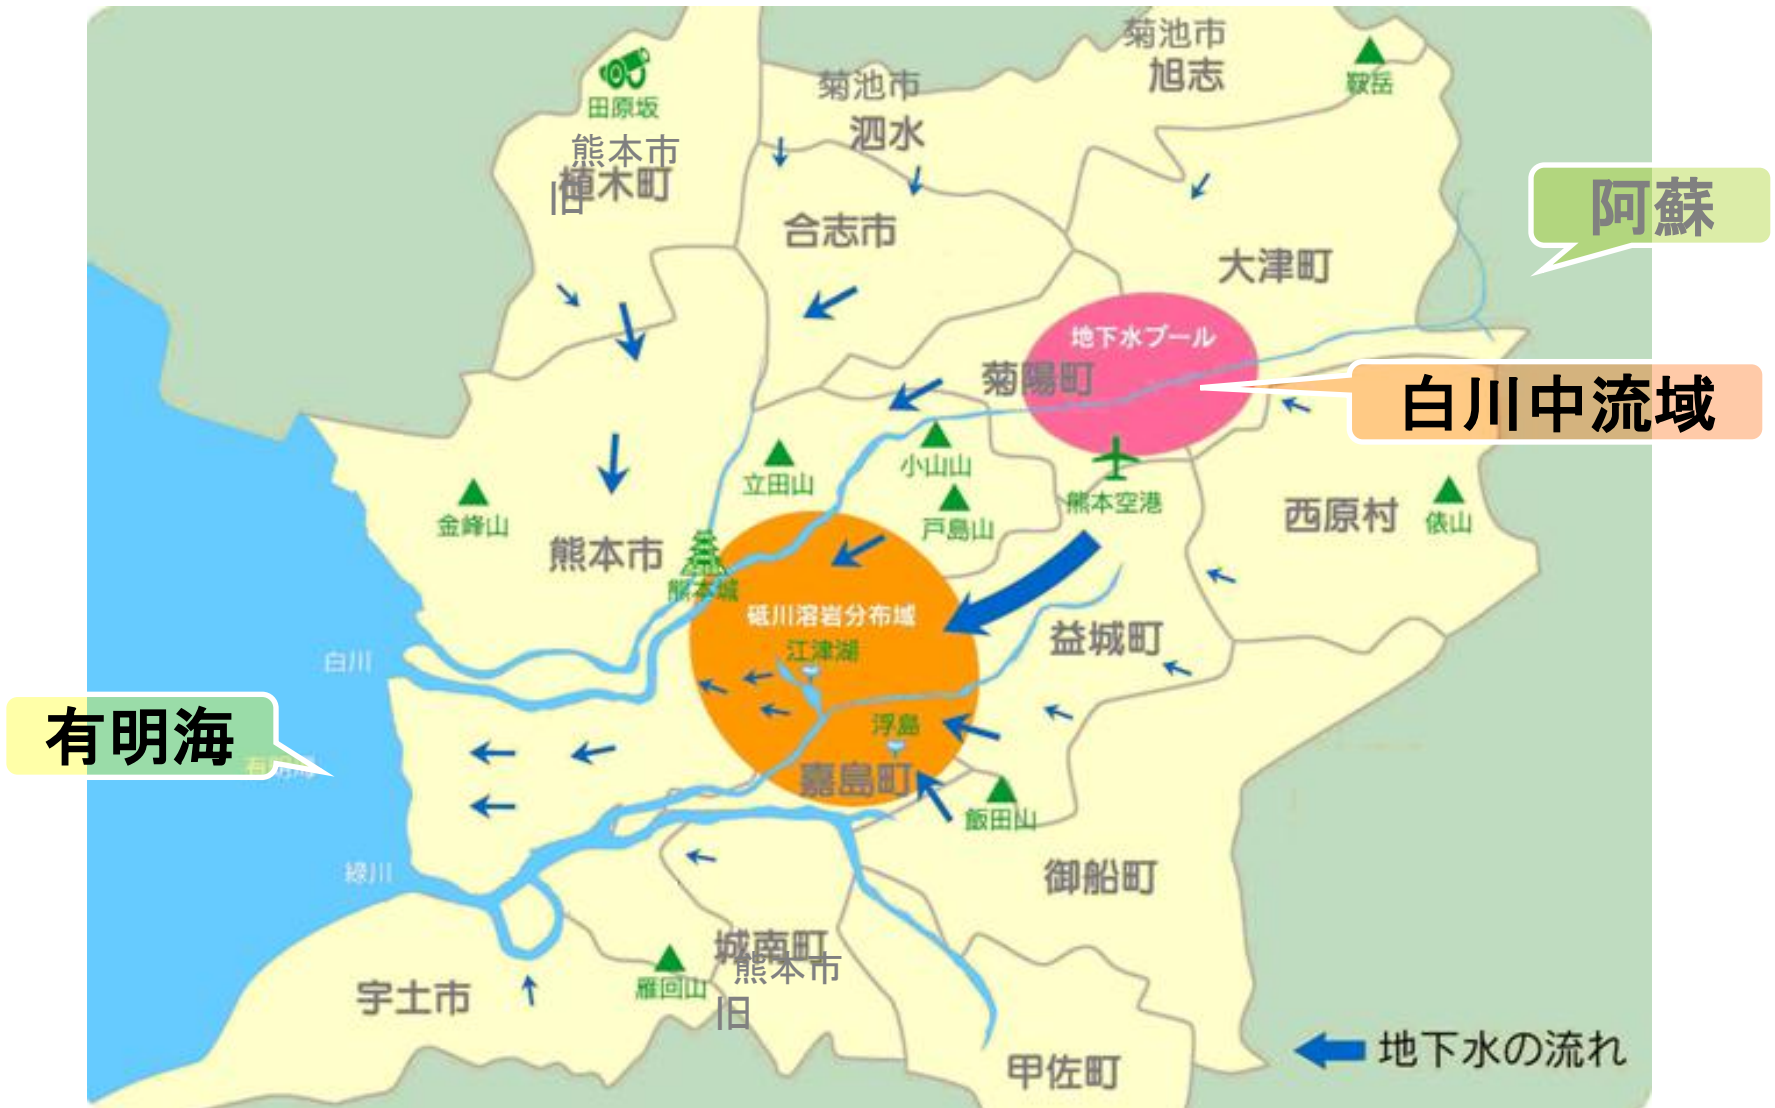 菊池市
旭志
鞍岳
菊池市
泗水
田原坂
熊本市
旧
植木町
阿蘇
合志市
大津町
地下水プール
菊陽町
白川中流域
小山山
立田山
熊本空港
戸島山
金峰山
西原村
俵山
熊本市
熊本城
砥川溶岩分布域
江津湖
益城町
白川
有明海
有明海
浮島
嘉島町
飯田山
緑川
御船町
城南町
熊本市
旧
雁回山
宇土市
甲佐町
地下水の流れ